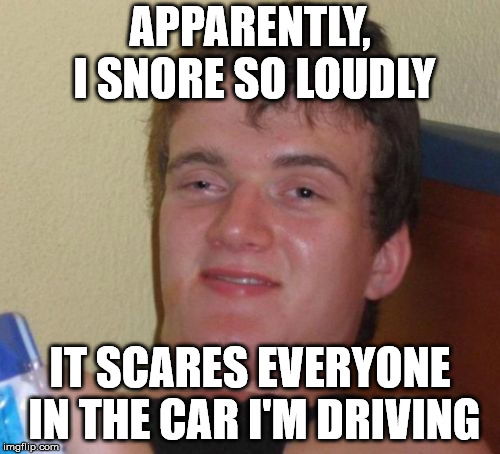 APPARENTLY,
I SNORE SO LOUDLY
IT SCARES EVERYONE
IN THE CAR I'M DRIVING
imgflip.com